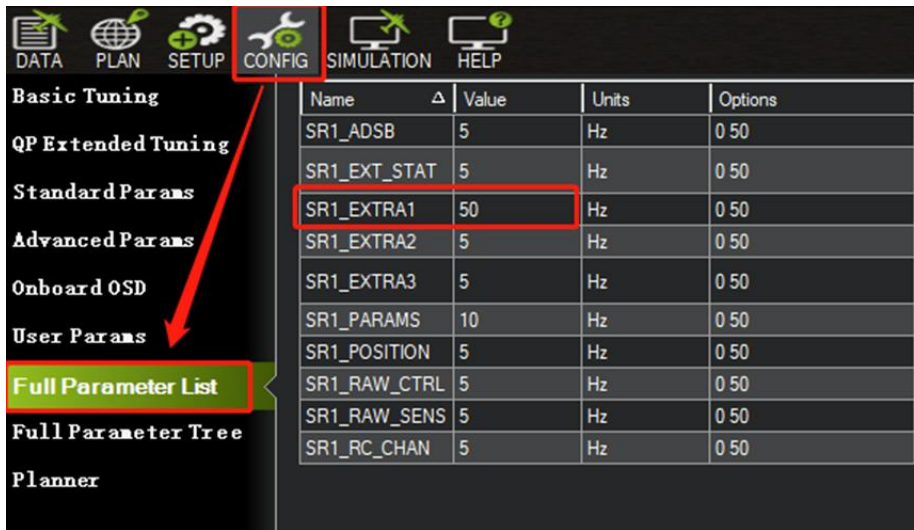 DATA PLAN SETUP CONFIG SIMULATION HELP
Basic Tuning
QP Extended Tuning
Standard Params
Advanced Params
Onboard OSD
User Params
Full Parameter List
Full Parameter Tree
Planner
Name Δ Value Units Options
SR1_ADSB 5 Hz 0 50
SR1_EXT_STAT 5 Hz 0 50
SR1_EXTRA1 50 Hz 0 50
SR1_EXTRA2 5 Hz 0 50
SR1_EXTRA3 5 Hz 0 50
SR1_PARAMS 10 Hz 0 50
SR1_POSITION 5 Hz 0 50
SR1_RAW_CTRL 5 Hz 0 50
SR1_RAW_SENS 5 Hz 0 50
SR1_RC_CHAN 5 Hz 0 50